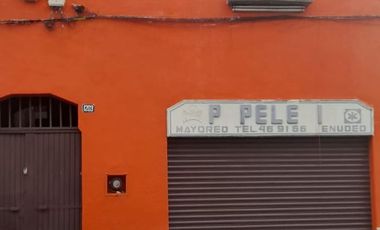 P PELE I
MAYOREO TEL 46 91 66 ENUDEO